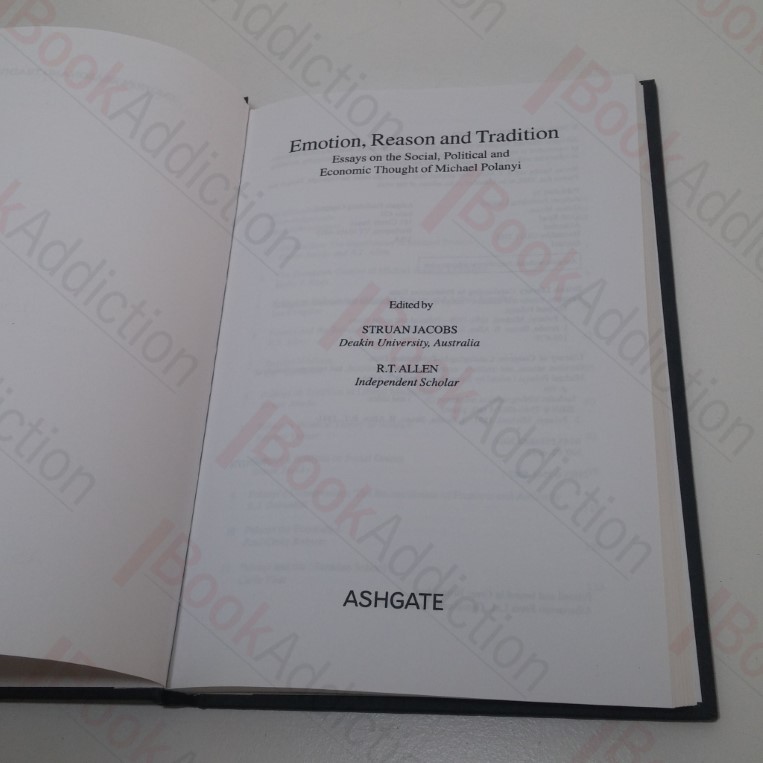 Emotion, Reason and Tradition
Essays on the Social, Political and
Economic Thought of Michael Polanyi
Edited by
STRUAN JACOBS
Deakin University, Australia
R.T. ALLEN
Independent Scholar
ASHGATE
BookAddiction